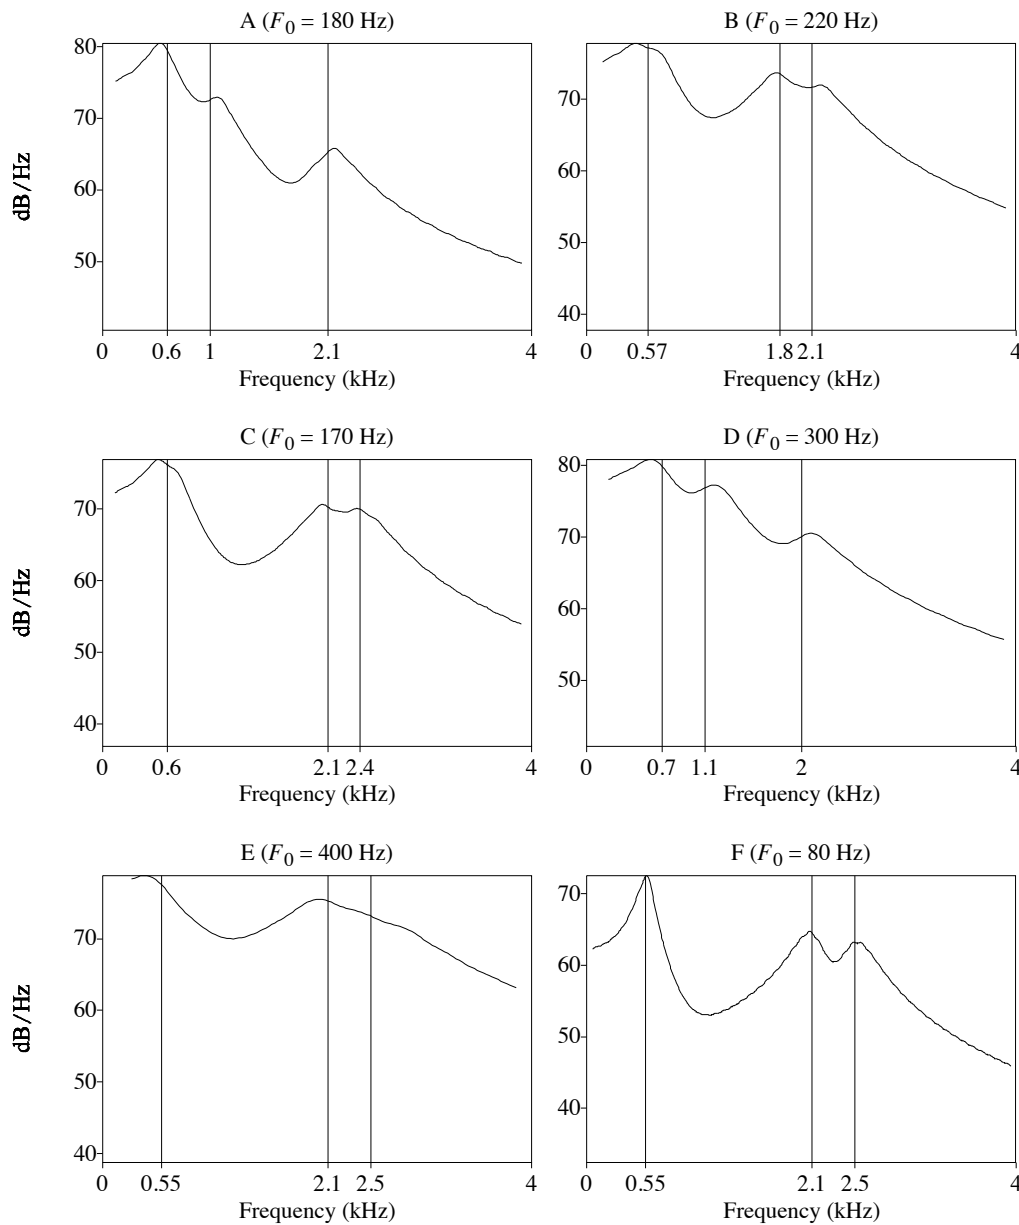 A (F0 = 180 Hz)
80
70
60
50
dB/Hz
0 0.6 1 2.1 4
Frequency (kHz)
B (F0 = 220 Hz)
70
60
50
40
0 0.57 1.8 2.1 4
Frequency (kHz)
C (F0 = 170 Hz)
70
60
50
40
dB/Hz
0 0.6 2.1 2.4 4
Frequency (kHz)
D (F0 = 300 Hz)
80
70
60
50
0 0.7 1.1 2 4
Frequency (kHz)
E (F0 = 400 Hz)
70
60
50
40
dB/Hz
0 0.55 2.1 2.5 4
Frequency (kHz)
F (F0 = 80 Hz)
70
60
50
40
0 0.55 2.1 2.5 4
Frequency (kHz)